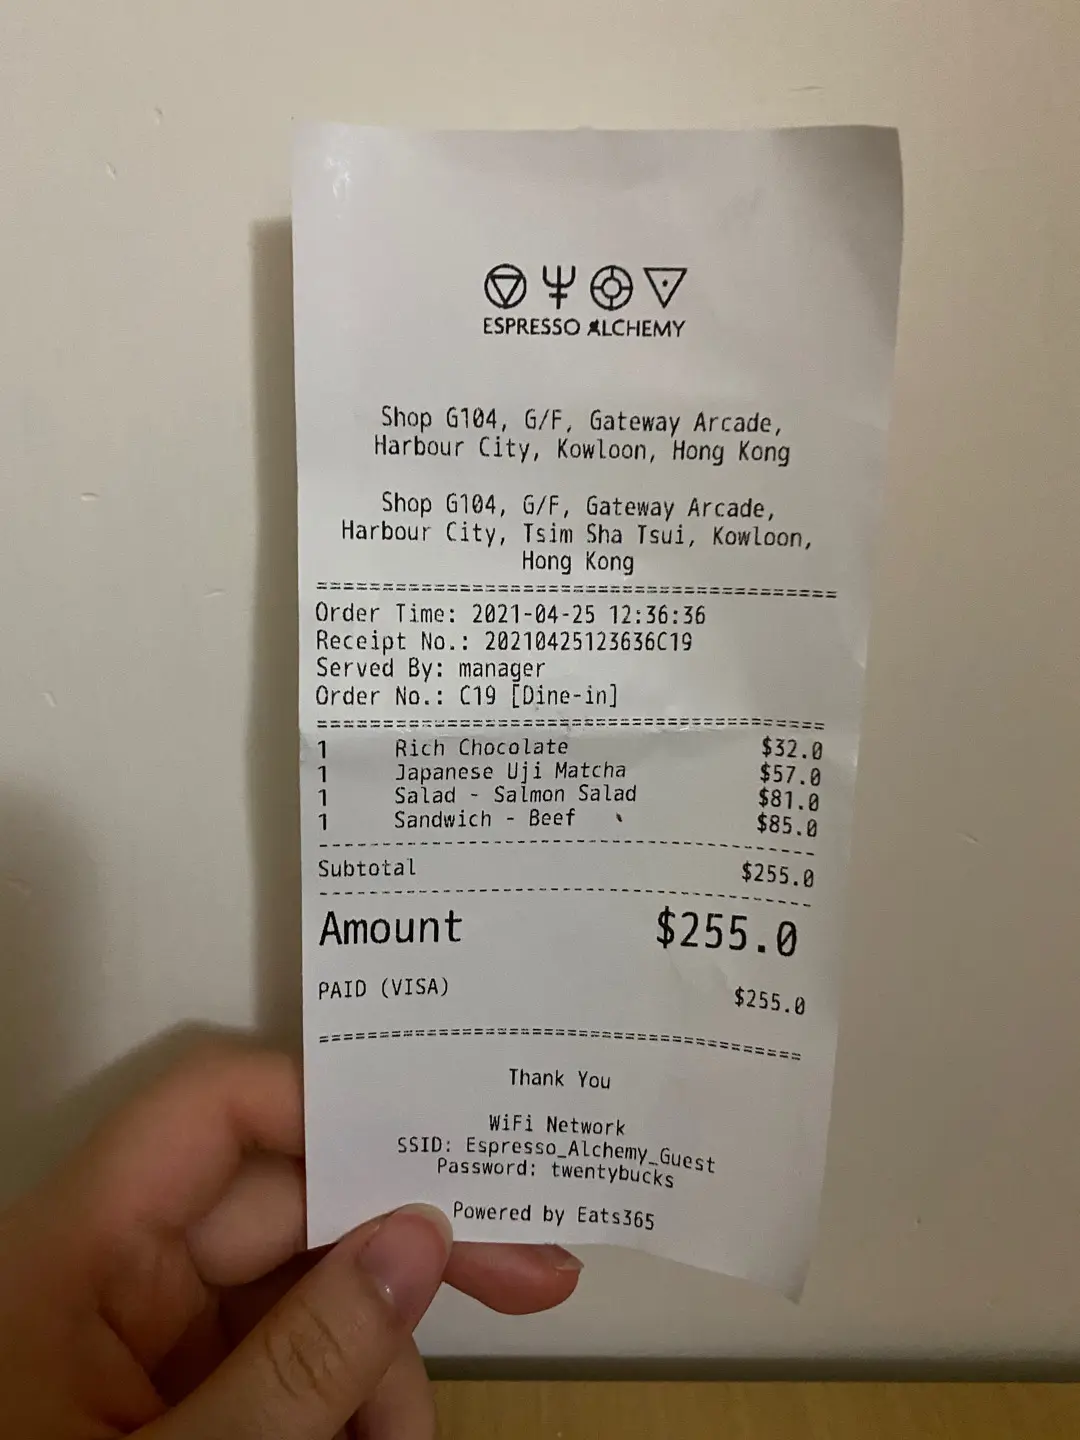 ESPRESSO ALCHEMY
Shop G104, G/F, Gateway Arcade,
Harbour City, Kowloon, Hong Kong
Shop G104, G/F, Gateway Arcade,
Harbour City, Tsim Sha Tsui, Kowloon,
Hong Kong
========================================
Order Time: 2021-04-25 12:36:36
Receipt No.: 20210425123636C19
Served By: manager
Order No.: C19 [Dine-in]
========================================
1 Rich Chocolate $32.0
1 Japanese Uji Matcha $57.0
1 Salad - Salmon Salad $81.0
1 Sandwich - Beef $85.0
----------------------------------------
Subtotal $255.0
----------------------------------------
Amount $255.0
PAID (VISA) $255.0
========================================
Thank You
WiFi Network
SSID: Espresso_Alchemy_Guest
Password: twentybucks
Powered by Eats365